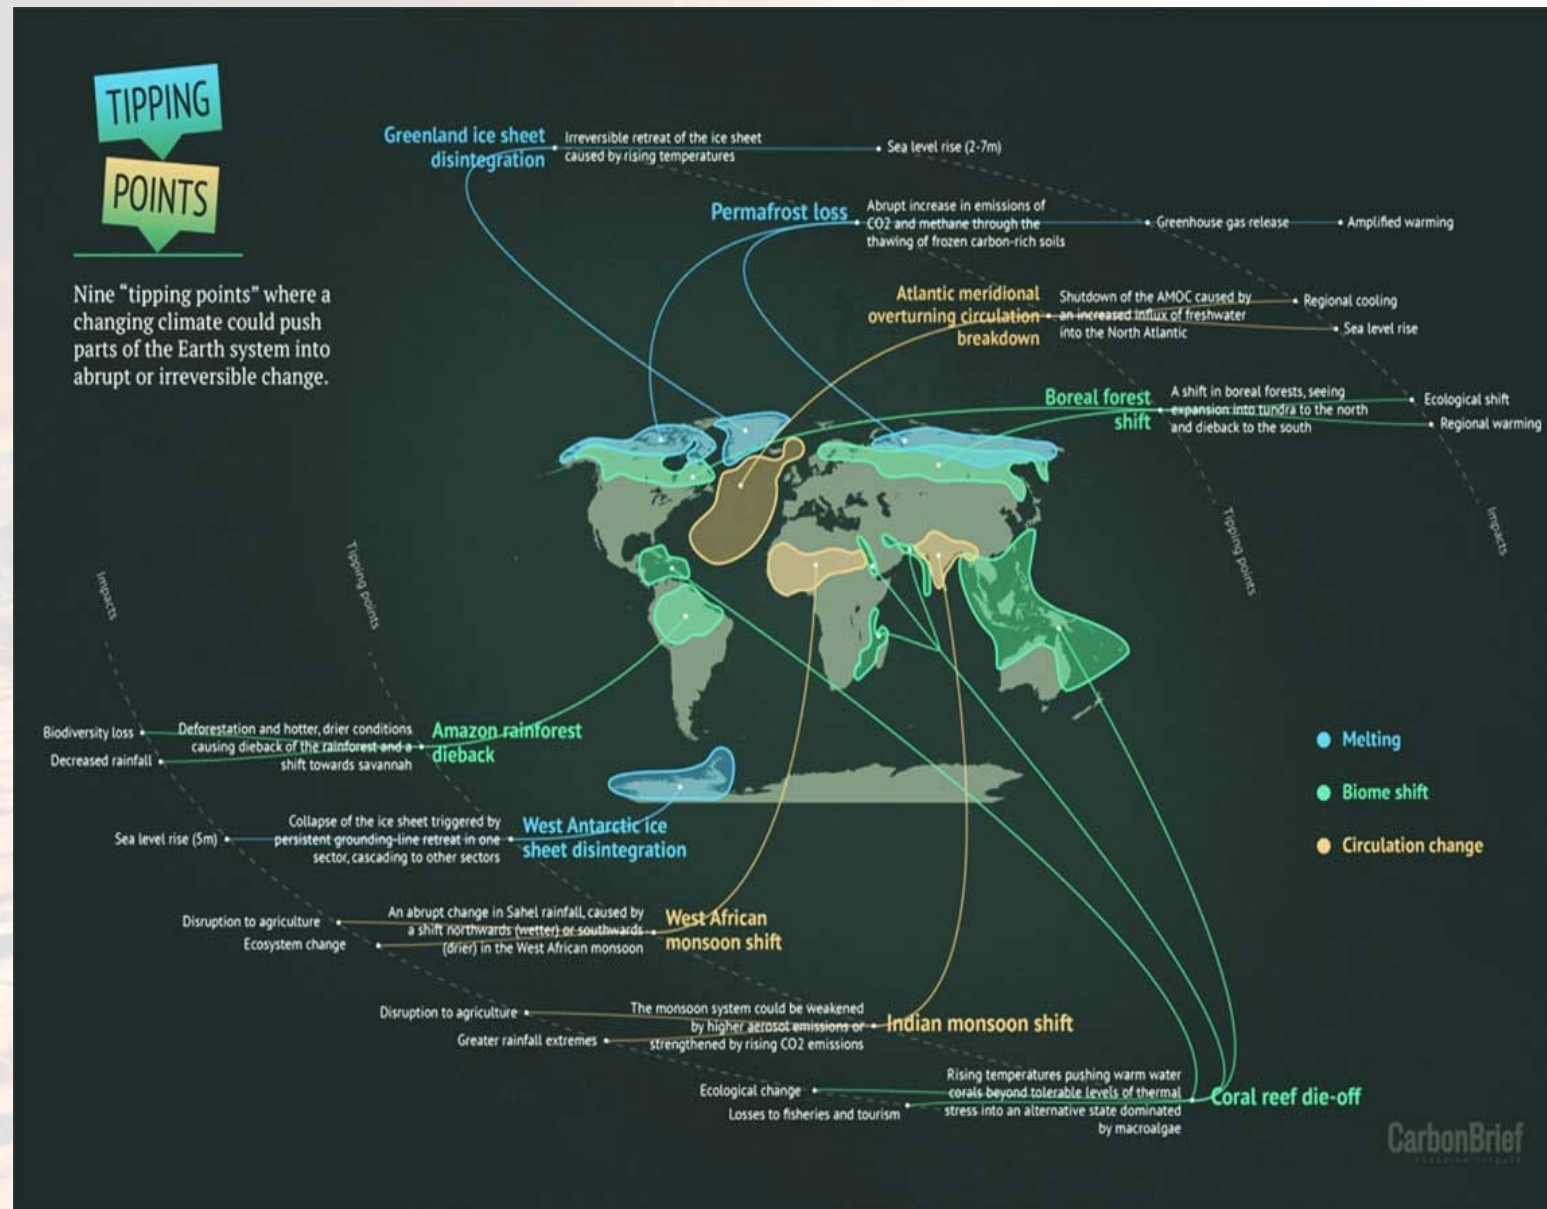 TIPPING
POINTS
Nine “tipping points” where a
changing climate could push
parts of the Earth system into
abrupt or irreversible change.
Greenland ice sheet
disintegration
Irreversible retreat of the ice sheet
caused by rising temperatures
Sea level rise (2-7m)
Permafrost loss
Abrupt increase in emissions of
CO2 and methane through the
thawing of frozen carbon-rich soils
Greenhouse gas release
Amplified warming
Atlantic meridional
overturning circulation
breakdown
Shutdown of the AMOC caused by
an increased influx of freshwater
into the North Atlantic
Regional cooling
Sea level rise
Boreal forest
shift
A shift in boreal forests, seeing
expansion into tundra to the north
and dieback to the south
Ecological shift
Regional warming
Tipping points
Impacts
Impacts
Tipping points
Biodiversity loss
Decreased rainfall
Deforestation and hotter, drier conditions
causing dieback of the rainforest and a
shift towards savannah
Amazon rainforest
dieback
Sea level rise (5m)
Collapse of the ice sheet triggered by
persistent grounding-line retreat in one
sector, cascading to other sectors
West Antarctic ice
sheet disintegration
Disruption to agriculture
Ecosystem change
An abrupt change in Sahel rainfall, caused by
a shift northwards (wetter) or southwards
(drier) in the West African monsoon
West African
monsoon shift
Disruption to agriculture
Greater rainfall extremes
The monsoon system could be weakened
by higher aerosol emissions or
strengthened by rising CO2 emissions
Indian monsoon shift
Ecological change
Losses to fisheries and tourism
Rising temperatures pushing warm water
corals beyond tolerable levels of thermal
stress into an alternative state dominated
by macroalgae
Coral reef die-off
Melting
Biome shift
Circulation change
CarbonBrief